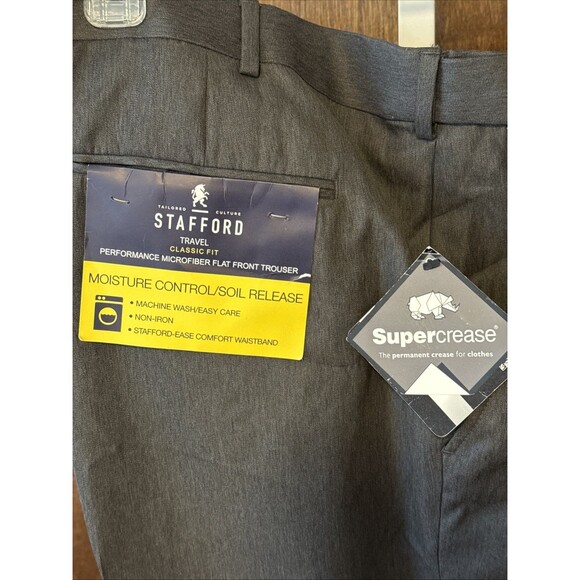 TAILORED CULTURE
STAFFORD
TRAVEL
CLASSIC FIT
PERFORMANCE MICROFIBER FLAT FRONT TROUSER
MOISTURE CONTROL/SOIL RELEASE
• MACHINE WASH/EASY CARE
• NON-IRON
• STAFFORD-EASE COMFORT WAISTBAND
Supercrease®
The permanent crease for clothes